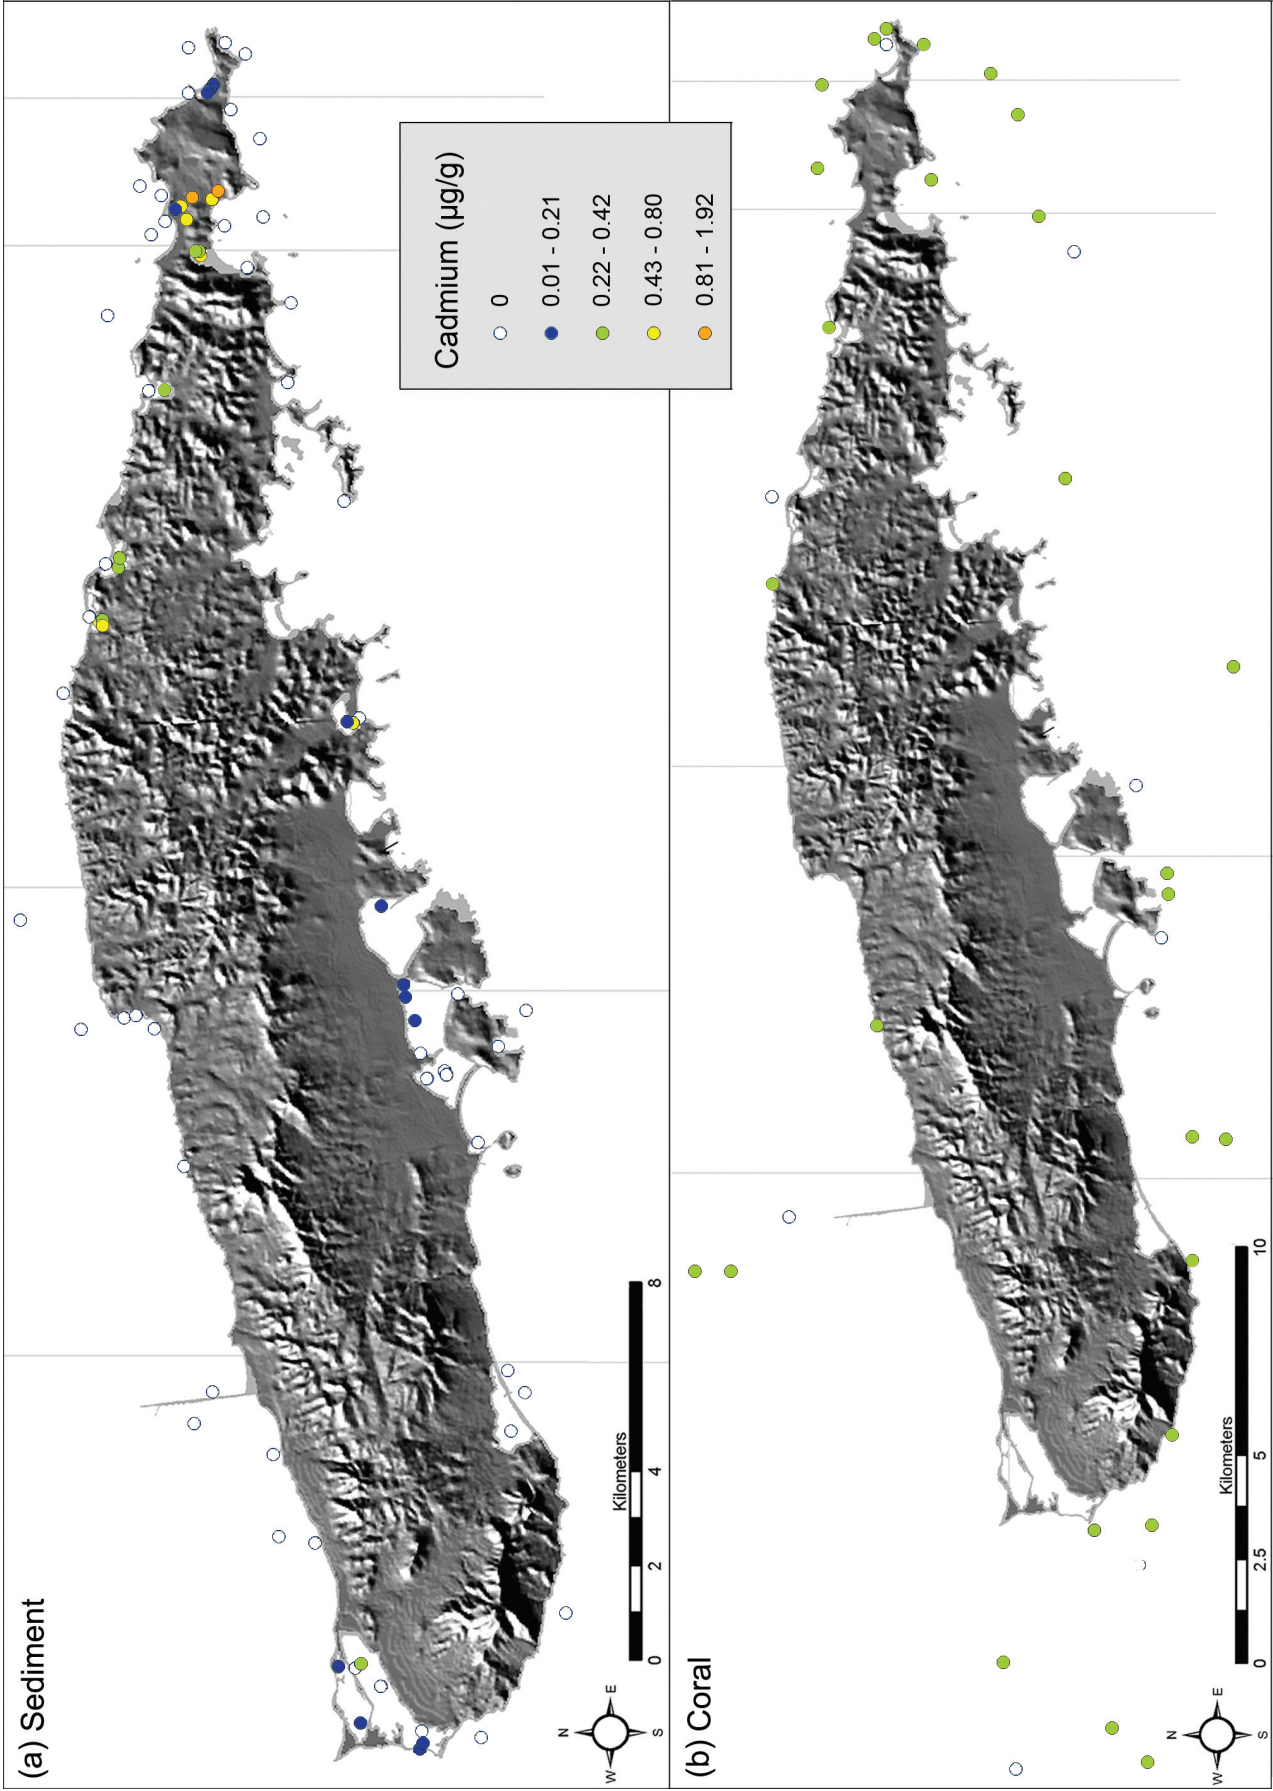 (a) Sediment
Cadmium (µg/g)
0
0.01 - 0.21
0.22 - 0.42
0.43 - 0.80
0.81 - 1.92
Kilometers
0 2 4 8
N
W E
S
(b) Coral
Kilometers
0 2.5 5 10
N
W E
S